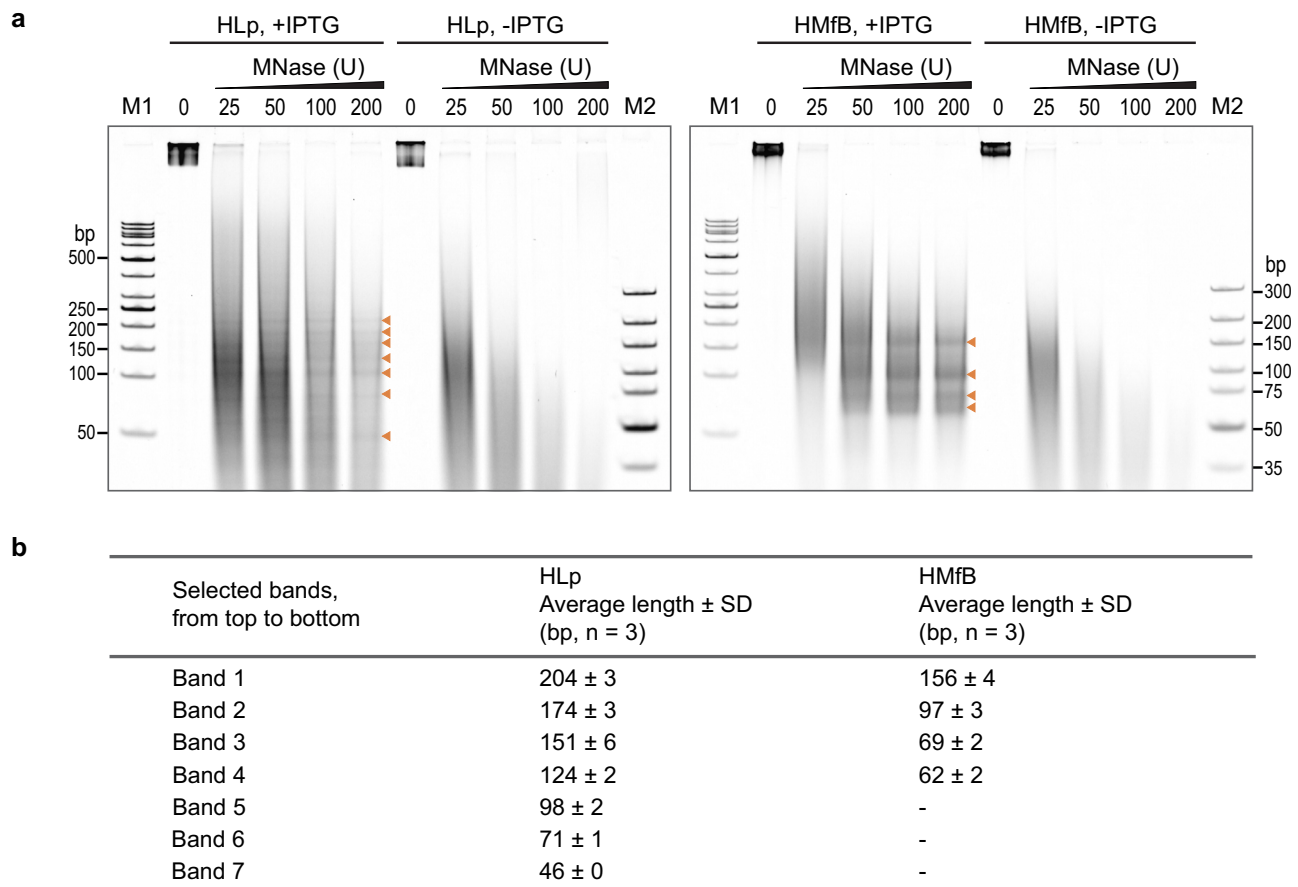 a
HLp, +IPTG HLp, -IPTG HMfB, +IPTG HMfB, -IPTG
MNase (U) MNase (U) MNase (U) MNase (U)
M1 0 25 50 100 200 0 25 50 100 200 M2 M1 0 25 50 100 200 0 25 50 100 200 M2
bp
500
250
200
150
100
50
bp
300
200
150
100
75
50
35
b
Selected bands,
from top to bottom
HLp
Average length ± SD
(bp, n = 3)
HMfB
Average length ± SD
(bp, n = 3)
Band 1 204 ± 3 156 ± 4
Band 2 174 ± 3 97 ± 3
Band 3 151 ± 6 69 ± 2
Band 4 124 ± 2 62 ± 2
Band 5 98 ± 2 -
Band 6 71 ± 1 -
Band 7 46 ± 0 -